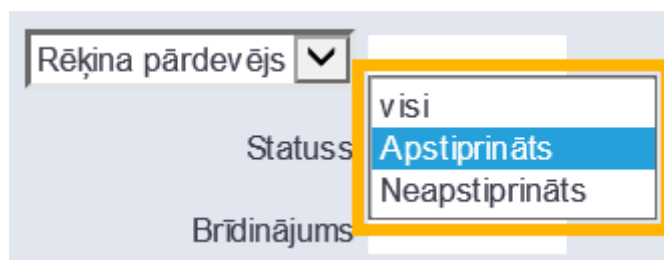 Rēķina pārdevējs
visi
Statuss Apstiprināts
Neapstiprināts
Brīdinājums